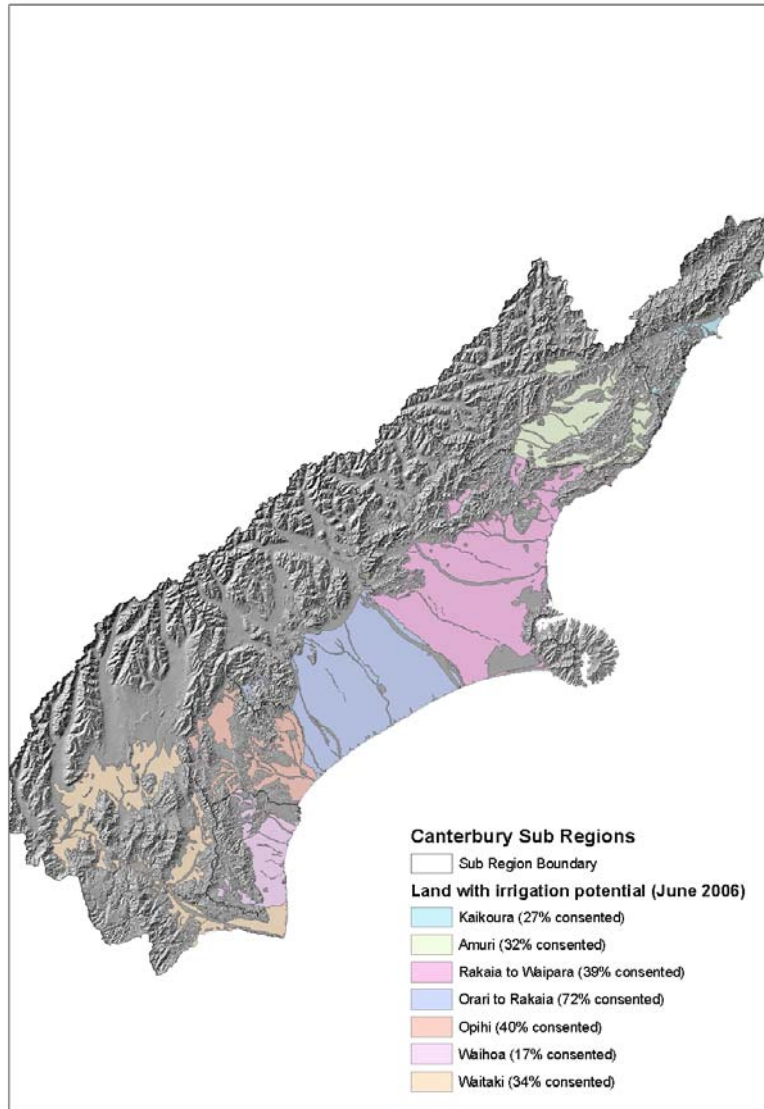 Canterbury Sub Regions
Sub Region Boundary
Land with irrigation potential (June 2006)
Kaikoura (27% consented)
Amuri (32% consented)
Rakaia to Waipara (39% consented)
Orari to Rakaia (72% consented)
Opihi (40% consented)
Waihoa (17% consented)
Waitaki (34% consented)